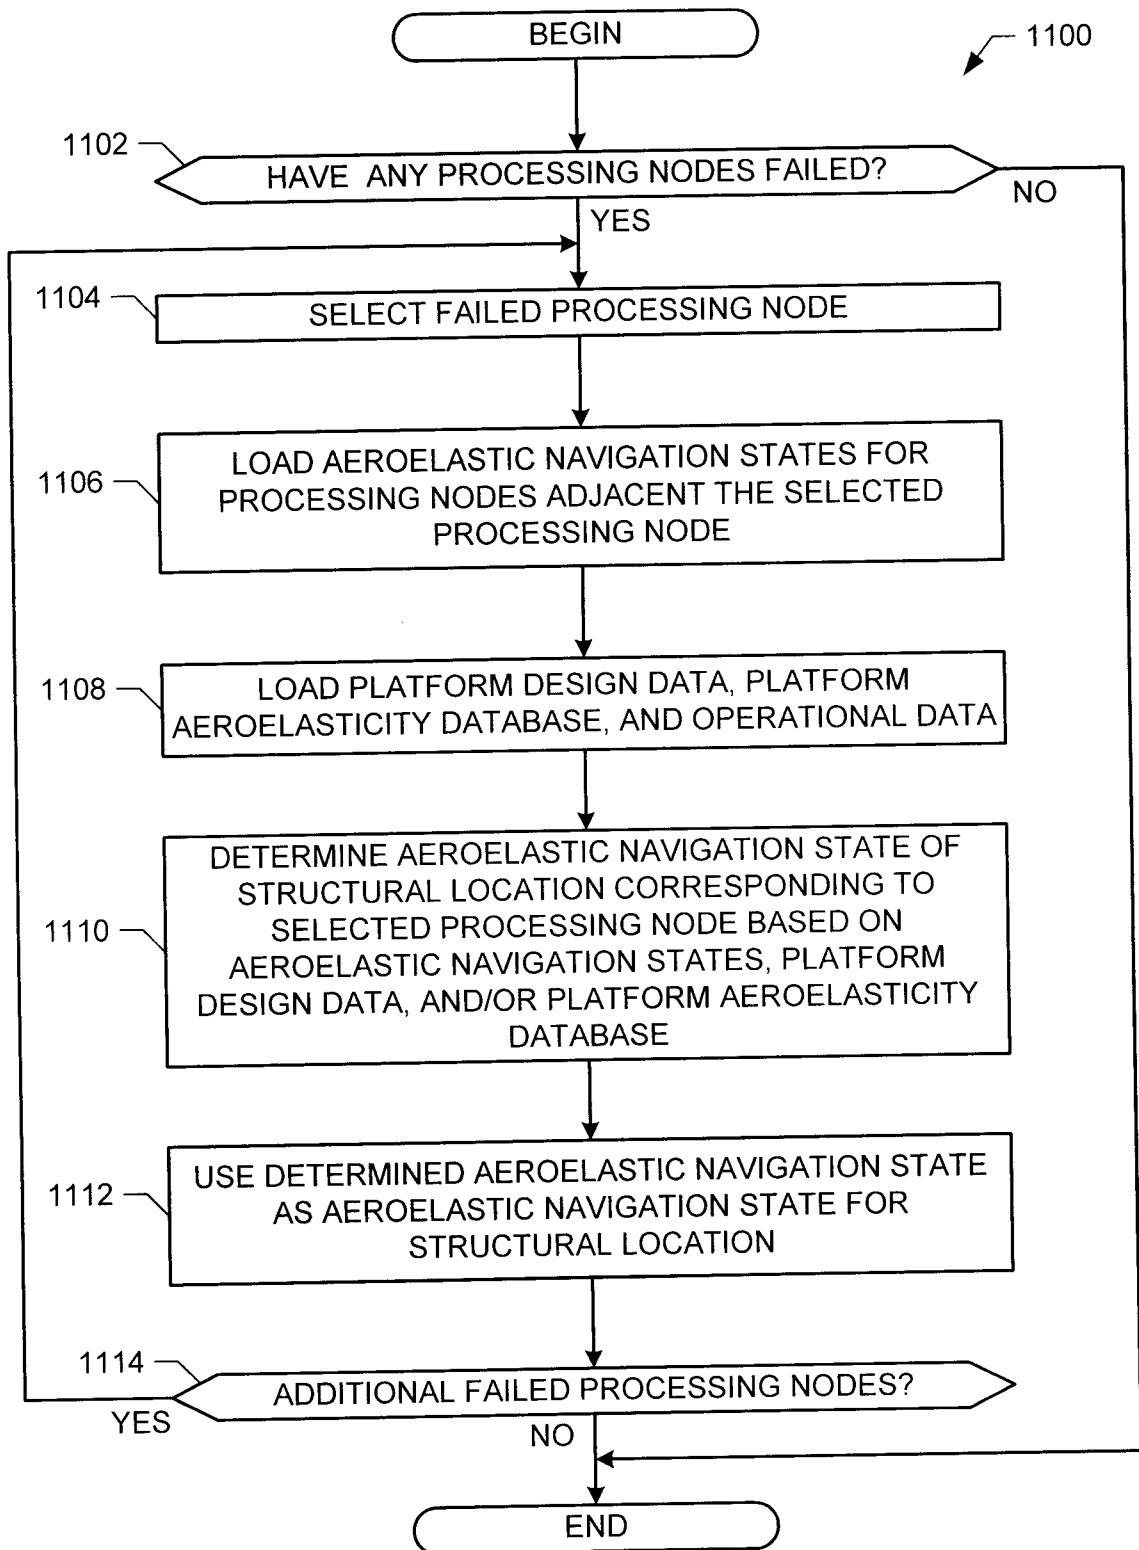 BEGIN
1100
1102
HAVE ANY PROCESSING NODES FAILED?
NO
YES
1104
SELECT FAILED PROCESSING NODE
1106
LOAD AEROELASTIC NAVIGATION STATES FOR
PROCESSING NODES ADJACENT THE SELECTED
PROCESSING NODE
1108
LOAD PLATFORM DESIGN DATA, PLATFORM
AEROELASTICITY DATABASE, AND OPERATIONAL DATA
1110
DETERMINE AEROELASTIC NAVIGATION STATE OF
STRUCTURAL LOCATION CORRESPONDING TO
SELECTED PROCESSING NODE BASED ON
AEROELASTIC NAVIGATION STATES, PLATFORM
DESIGN DATA, AND/OR PLATFORM AEROELASTICITY
DATABASE
1112
USE DETERMINED AEROELASTIC NAVIGATION STATE
AS AEROELASTIC NAVIGATION STATE FOR
STRUCTURAL LOCATION
1114
ADDITIONAL FAILED PROCESSING NODES?
YES
NO
END